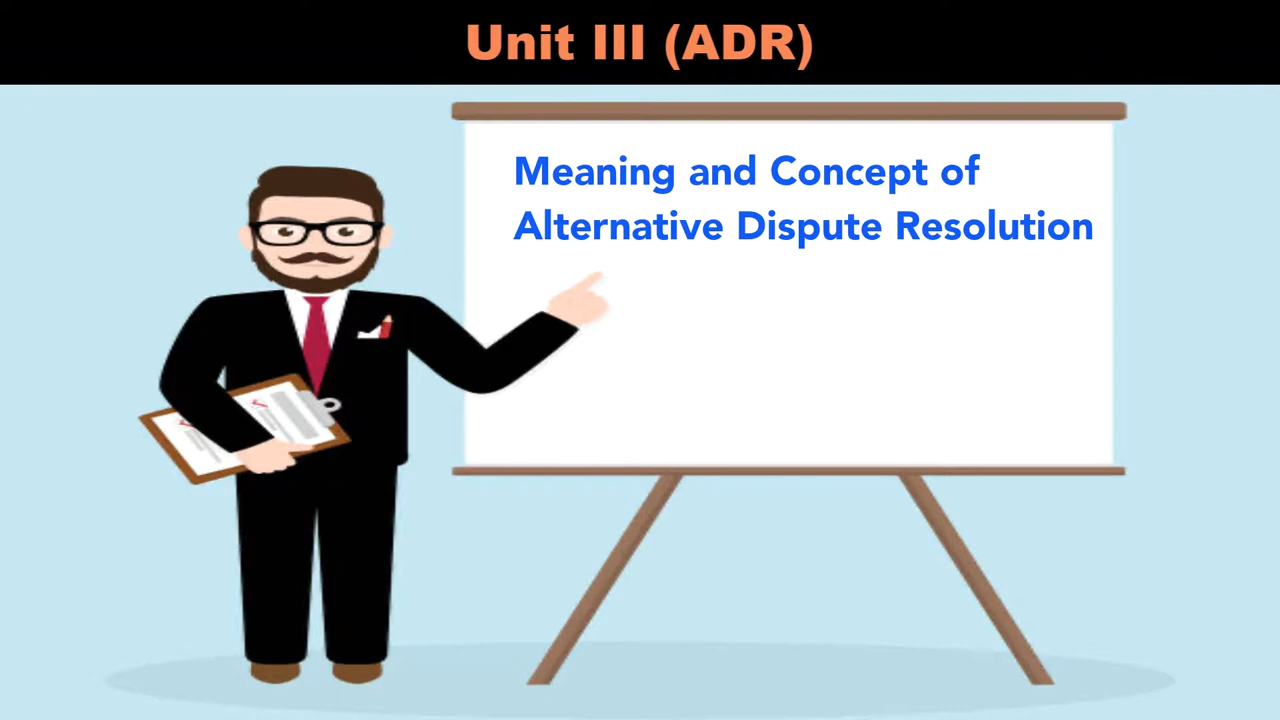 Unit III (ADR)
Meaning and Concept of
Alternative Dispute Resolution